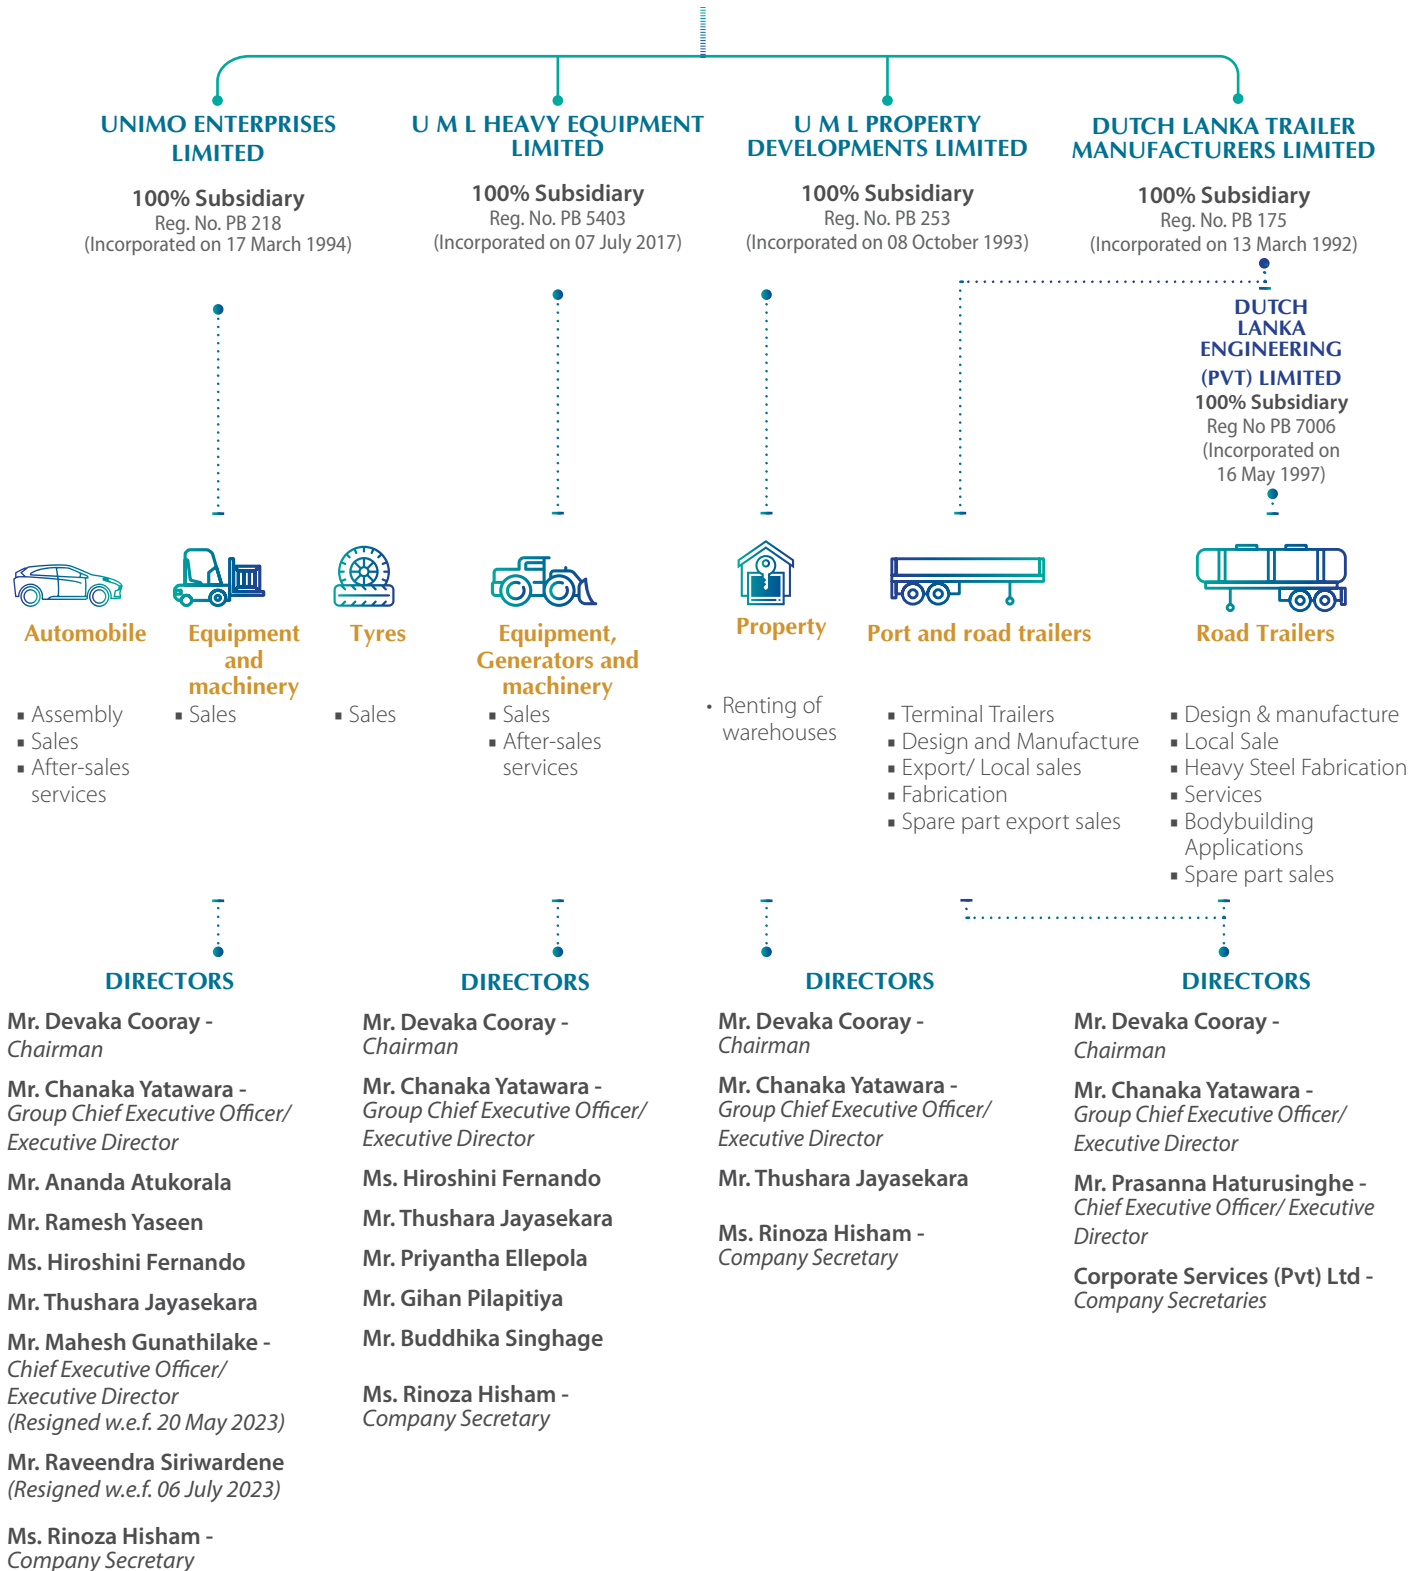 UNIMO ENTERPRISES
LIMITED
100% Subsidiary
Reg. No. PB 218
(Incorporated on 17 March 1994)
U M L HEAVY EQUIPMENT
LIMITED
100% Subsidiary
Reg. No. PB 5403
(Incorporated on 07 July 2017)
U M L PROPERTY
DEVELOPMENTS LIMITED
100% Subsidiary
Reg. No. PB 253
(Incorporated on 08 October 1993)
DUTCH LANKA TRAILER
MANUFACTURERS LIMITED
100% Subsidiary
Reg. No. PB 175
(Incorporated on 13 March 1992)
DUTCH
LANKA
ENGINEERING
(PVT) LIMITED
100% Subsidiary
Reg No PB 7006
(Incorporated on
16 May 1997)
Automobile
▪ Assembly
▪ Sales
▪ After-sales
services
Equipment
and
machinery
▪ Sales
Tyres
▪ Sales
Equipment,
Generators and
machinery
▪ Sales
▪ After-sales
services
Property
• Renting of
warehouses
Port and road trailers
▪ Terminal Trailers
▪ Design and Manufacture
▪ Export/ Local sales
▪ Fabrication
▪ Spare part export sales
Road Trailers
▪ Design & manufacture
▪ Local Sale
▪ Heavy Steel Fabrication
▪ Services
▪ Bodybuilding
Applications
▪ Spare part sales
DIRECTORS
Mr. Devaka Cooray -
Chairman
Mr. Chanaka Yatawara -
Group Chief Executive Officer/
Executive Director
Mr. Ananda Atukorala
Mr. Ramesh Yaseen
Ms. Hiroshini Fernando
Mr. Thushara Jayasekara
Mr. Mahesh Gunathilake -
Chief Executive Officer/
Executive Director
(Resigned w.e.f. 20 May 2023)
Mr. Raveendra Siriwardene
(Resigned w.e.f. 06 July 2023)
Ms. Rinoza Hisham -
Company Secretary
DIRECTORS
Mr. Devaka Cooray -
Chairman
Mr. Chanaka Yatawara -
Group Chief Executive Officer/
Executive Director
Ms. Hiroshini Fernando
Mr. Thushara Jayasekara
Mr. Priyantha Ellepola
Mr. Gihan Pilapitiya
Mr. Buddhika Singhage
Ms. Rinoza Hisham -
Company Secretary
DIRECTORS
Mr. Devaka Cooray -
Chairman
Mr. Chanaka Yatawara -
Group Chief Executive Officer/
Executive Director
Mr. Thushara Jayasekara
Ms. Rinoza Hisham -
Company Secretary
DIRECTORS
Mr. Devaka Cooray -
Chairman
Mr. Chanaka Yatawara -
Group Chief Executive Officer/
Executive Director
Mr. Prasanna Haturusinghe -
Chief Executive Officer/ Executive
Director
Corporate Services (Pvt) Ltd -
Company Secretaries